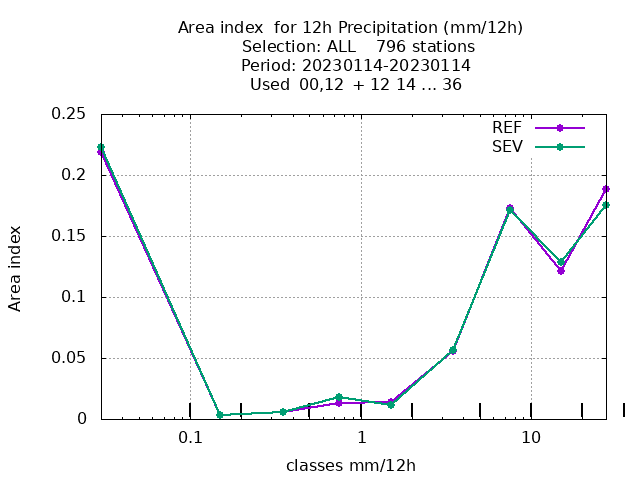 Area index  for 12h Precipitation (mm/12h)
Selection: ALL    796 stations
Period: 20230114-20230114
Used  00,12  + 12 14 ... 36
REF
SEV
0.25
0.2
0.15
0.1
0.05
0
Area index
0.1
1
10
classes mm/12h